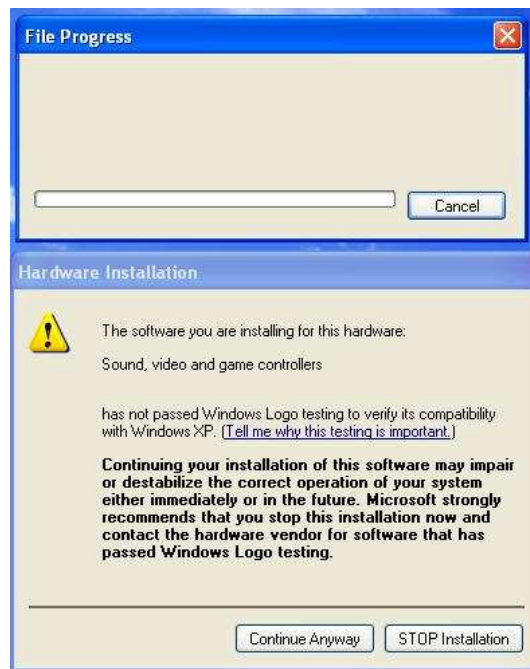 File Progress
Cancel
Hardware Installation
The software you are installing for this hardware:
Sound, video and game controllers
has not passed Windows Logo testing to verify its compatibility
with Windows XP. (Tell me why this testing is important.)
Continuing your installation of this software may impair
or destabilize the correct operation of your system
either immediately or in the future. Microsoft strongly
recommends that you stop this installation now and
contact the hardware vendor for software that has
passed Windows Logo testing.
Continue Anyway
STOP Installation